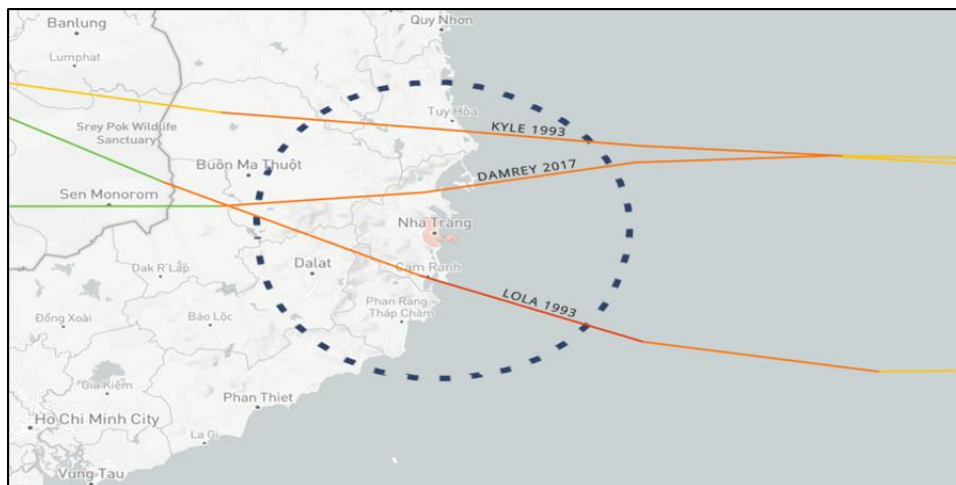 Quy Nhơn
Banlung
Lumphat
Tuy Hòa
Srey Pok Wildlife
Sanctuary
KYLE 1993
Buôn Ma Thuột
DAMREY 2017
Sen Monorom
Nha Trang
Dak R'Lấp
Dalat
Cam Ranh
LOLA 1993
Phan Rang-
Tháp Chàm
Đồng Xoài
Bảo Lộc
Gia Kiệm
Phan Thiet
Ho Chi Minh City
La Gi
Vung Tau